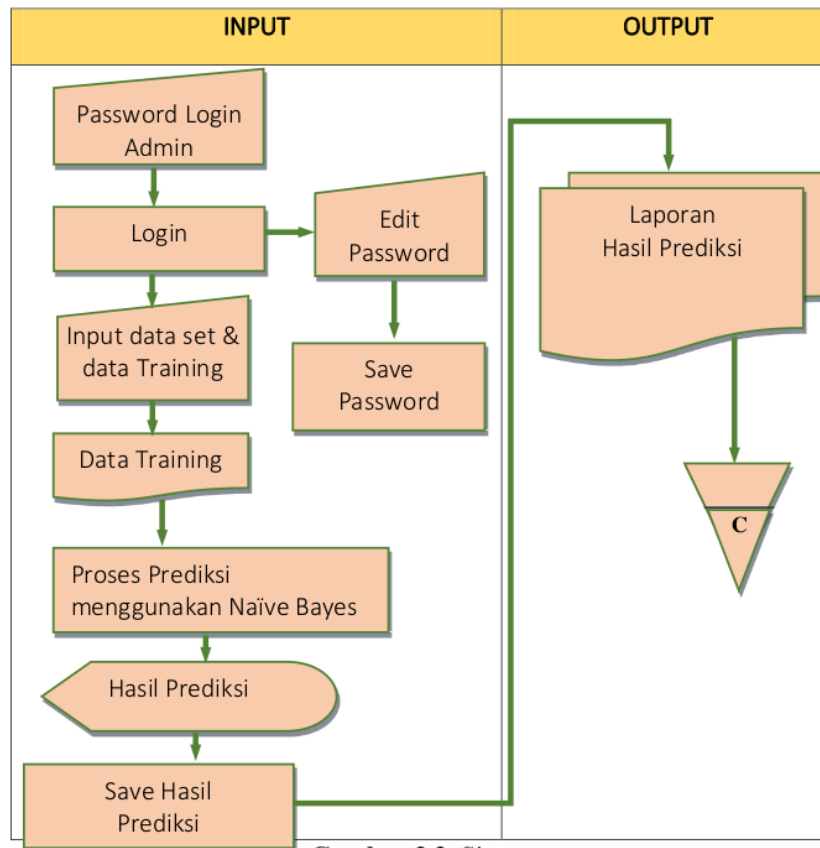 INPUT
OUTPUT
Password Login
Admin
Login
Edit
Password
Input data set &
data Training
Save
Password
Data Training
Proses Prediksi
menggunakan Naïve Bayes
Hasil Prediksi
Save Hasil
Prediksi
Laporan
Hasil Prediksi
C